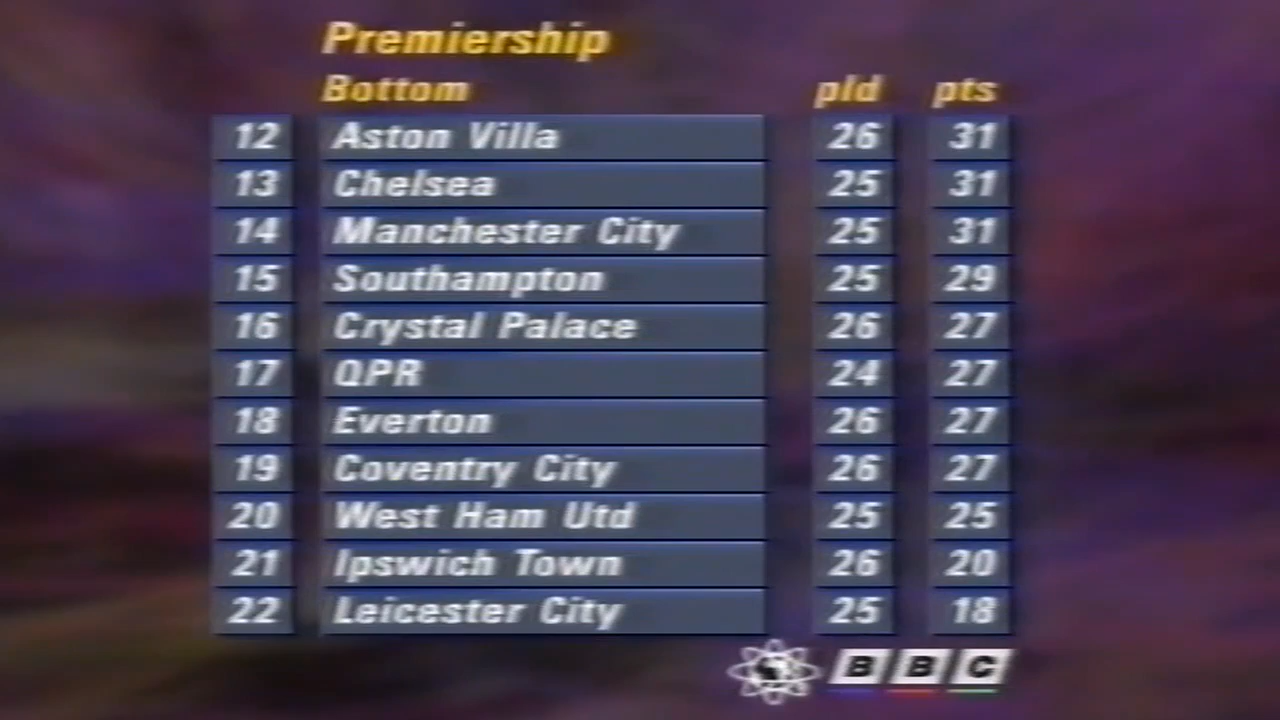 Premiership
Bottom pld pts
12 Aston Villa 26 31
13 Chelsea 25 31
14 Manchester City 25 31
15 Southampton 25 29
16 Crystal Palace 26 27
17 QPR 24 27
18 Everton 26 27
19 Coventry City 26 27
20 West Ham Utd 25 25
21 Ipswich Town 26 20
22 Leicester City 25 18
BBC